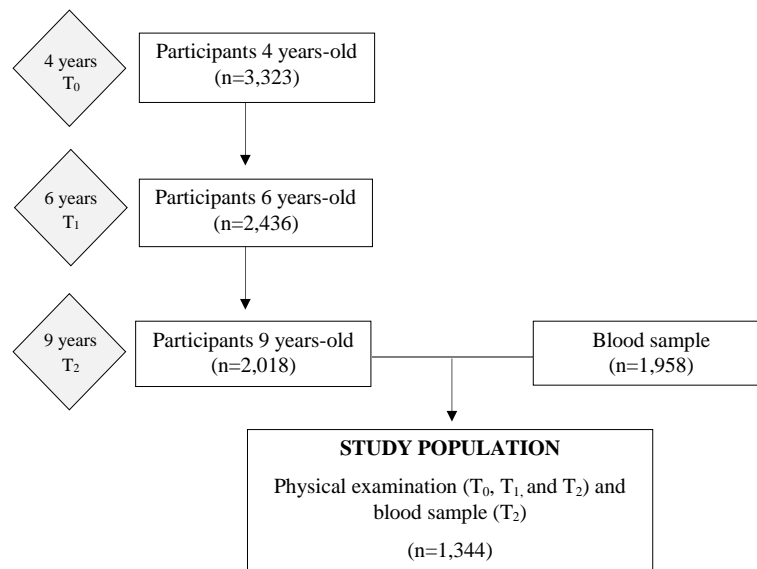 4 years
T0
Participants 4 years-old
(n=3,323)
6 years
T1
Participants 6 years-old
(n=2,436)
9 years
T2
Participants 9 years-old
(n=2,018)
Blood sample
(n=1,958)
STUDY POPULATION
Physical examination (T0, T1, and T2) and
blood sample (T2)
(n=1,344)